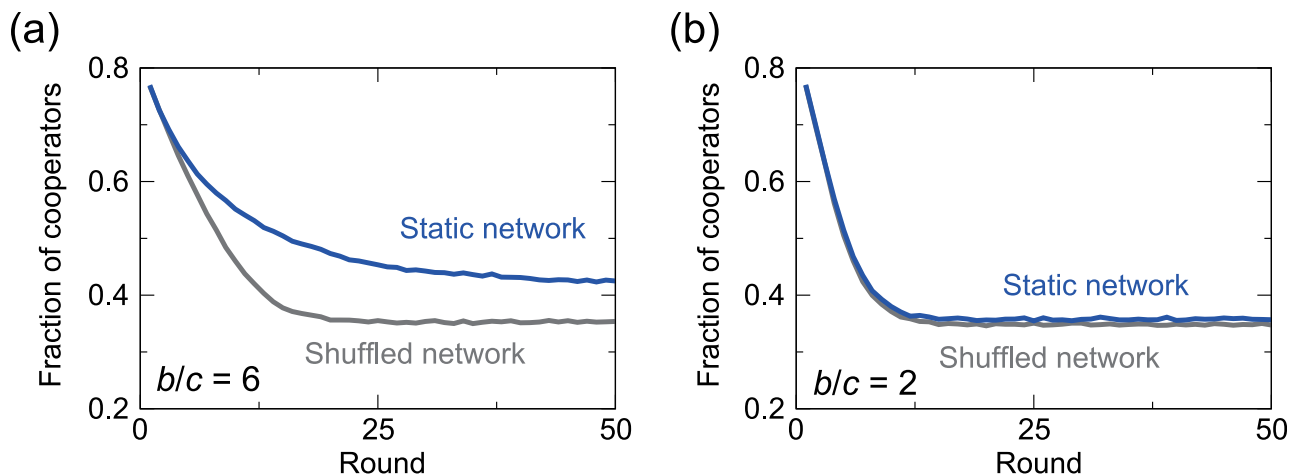 (a)
Fraction of cooperators
0.8
0.6
0.4
0.2
Static network
Shuffled network
b/c = 6
0
25
50
Round
(b)
Fraction of cooperators
0.8
0.6
0.4
0.2
Static network
Shuffled network
b/c = 2
0
25
50
Round